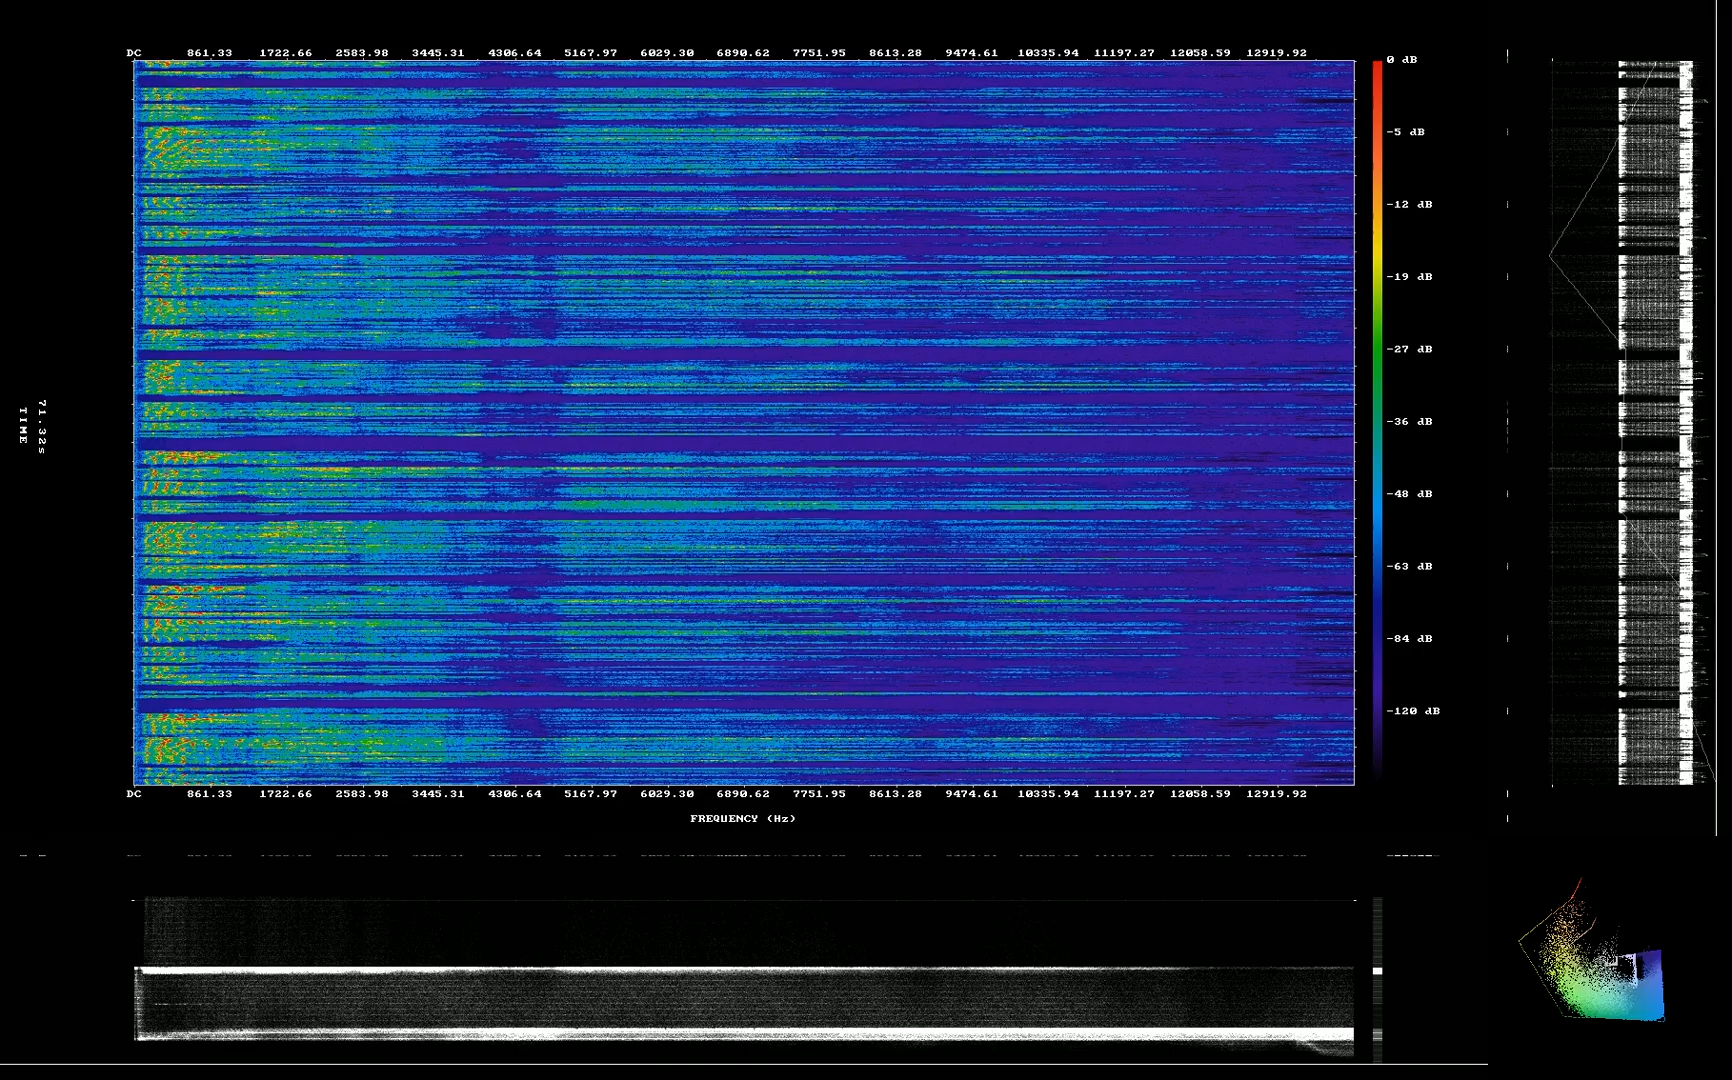 DC 861.33 1722.66 2583.98 3445.31 4306.64 5167.97 6029.30 6890.62 7751.95 8613.28 9474.61 10335.94 11197.27 12058.59 12919.92
0 dB
-5 dB
-12 dB
-19 dB
-27 dB
-36 dB
-48 dB
-63 dB
-84 dB
-120 dB
TIME
71.32s
DC 861.33 1722.66 2583.98 3445.31 4306.64 5167.97 6029.30 6890.62 7751.95 8613.28 9474.61 10335.94 11197.27 12058.59 12919.92
FREQUENCY (Hz)